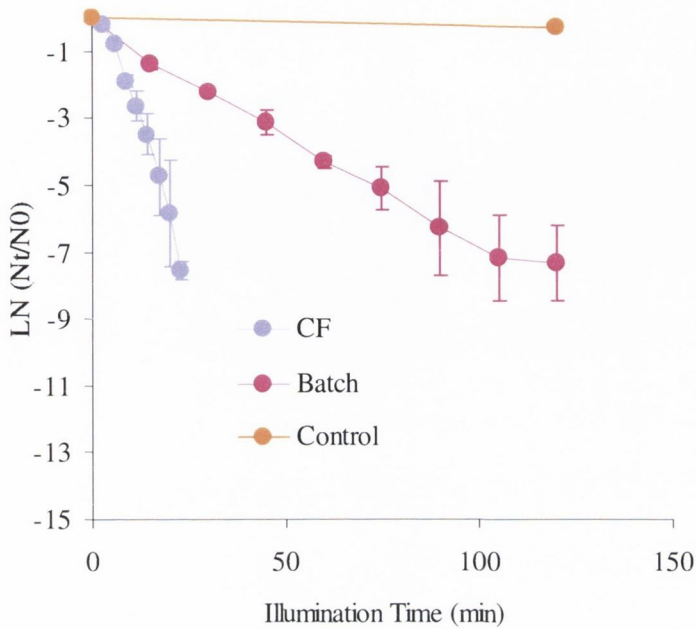 -1
-3
-5
-7
-9
-11
-13
-15
LN (Nt/N0)
CF
Batch
Control
0 50 100 150
Illumination Time (min)